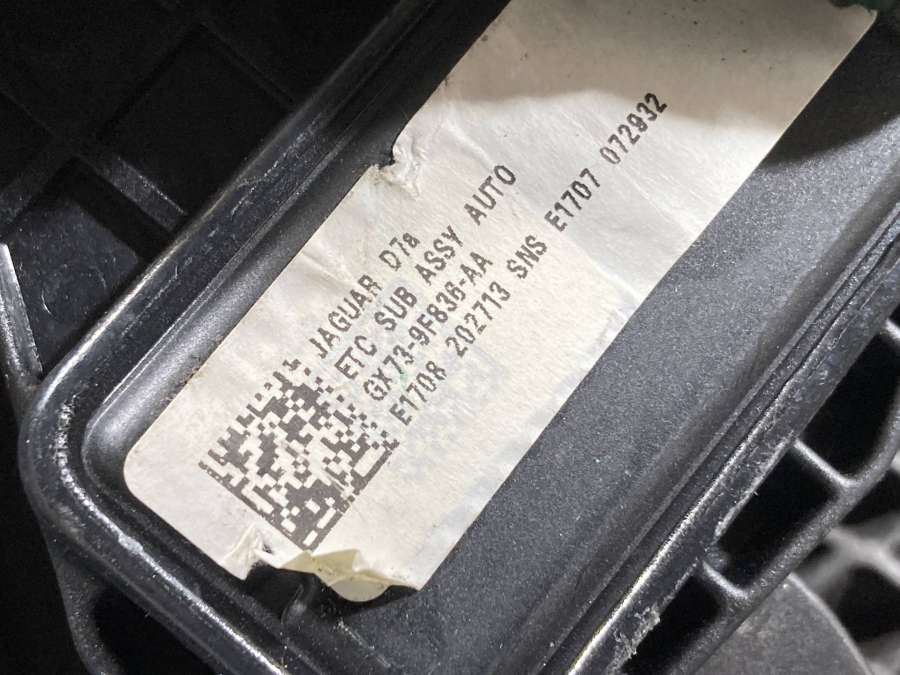 JAGUAR D7a
ETC SUB ASSY AUTO
GX73-9F836-AA
E1708 202713 SNS E1707 072932